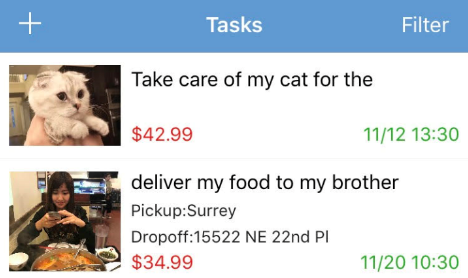 + Tasks Filter
Take care of my cat for the
$42.99 11/12 13:30
deliver my food to my brother
Pickup:Surrey
Dropoff:15522 NE 22nd Pl
$34.99 11/20 10:30